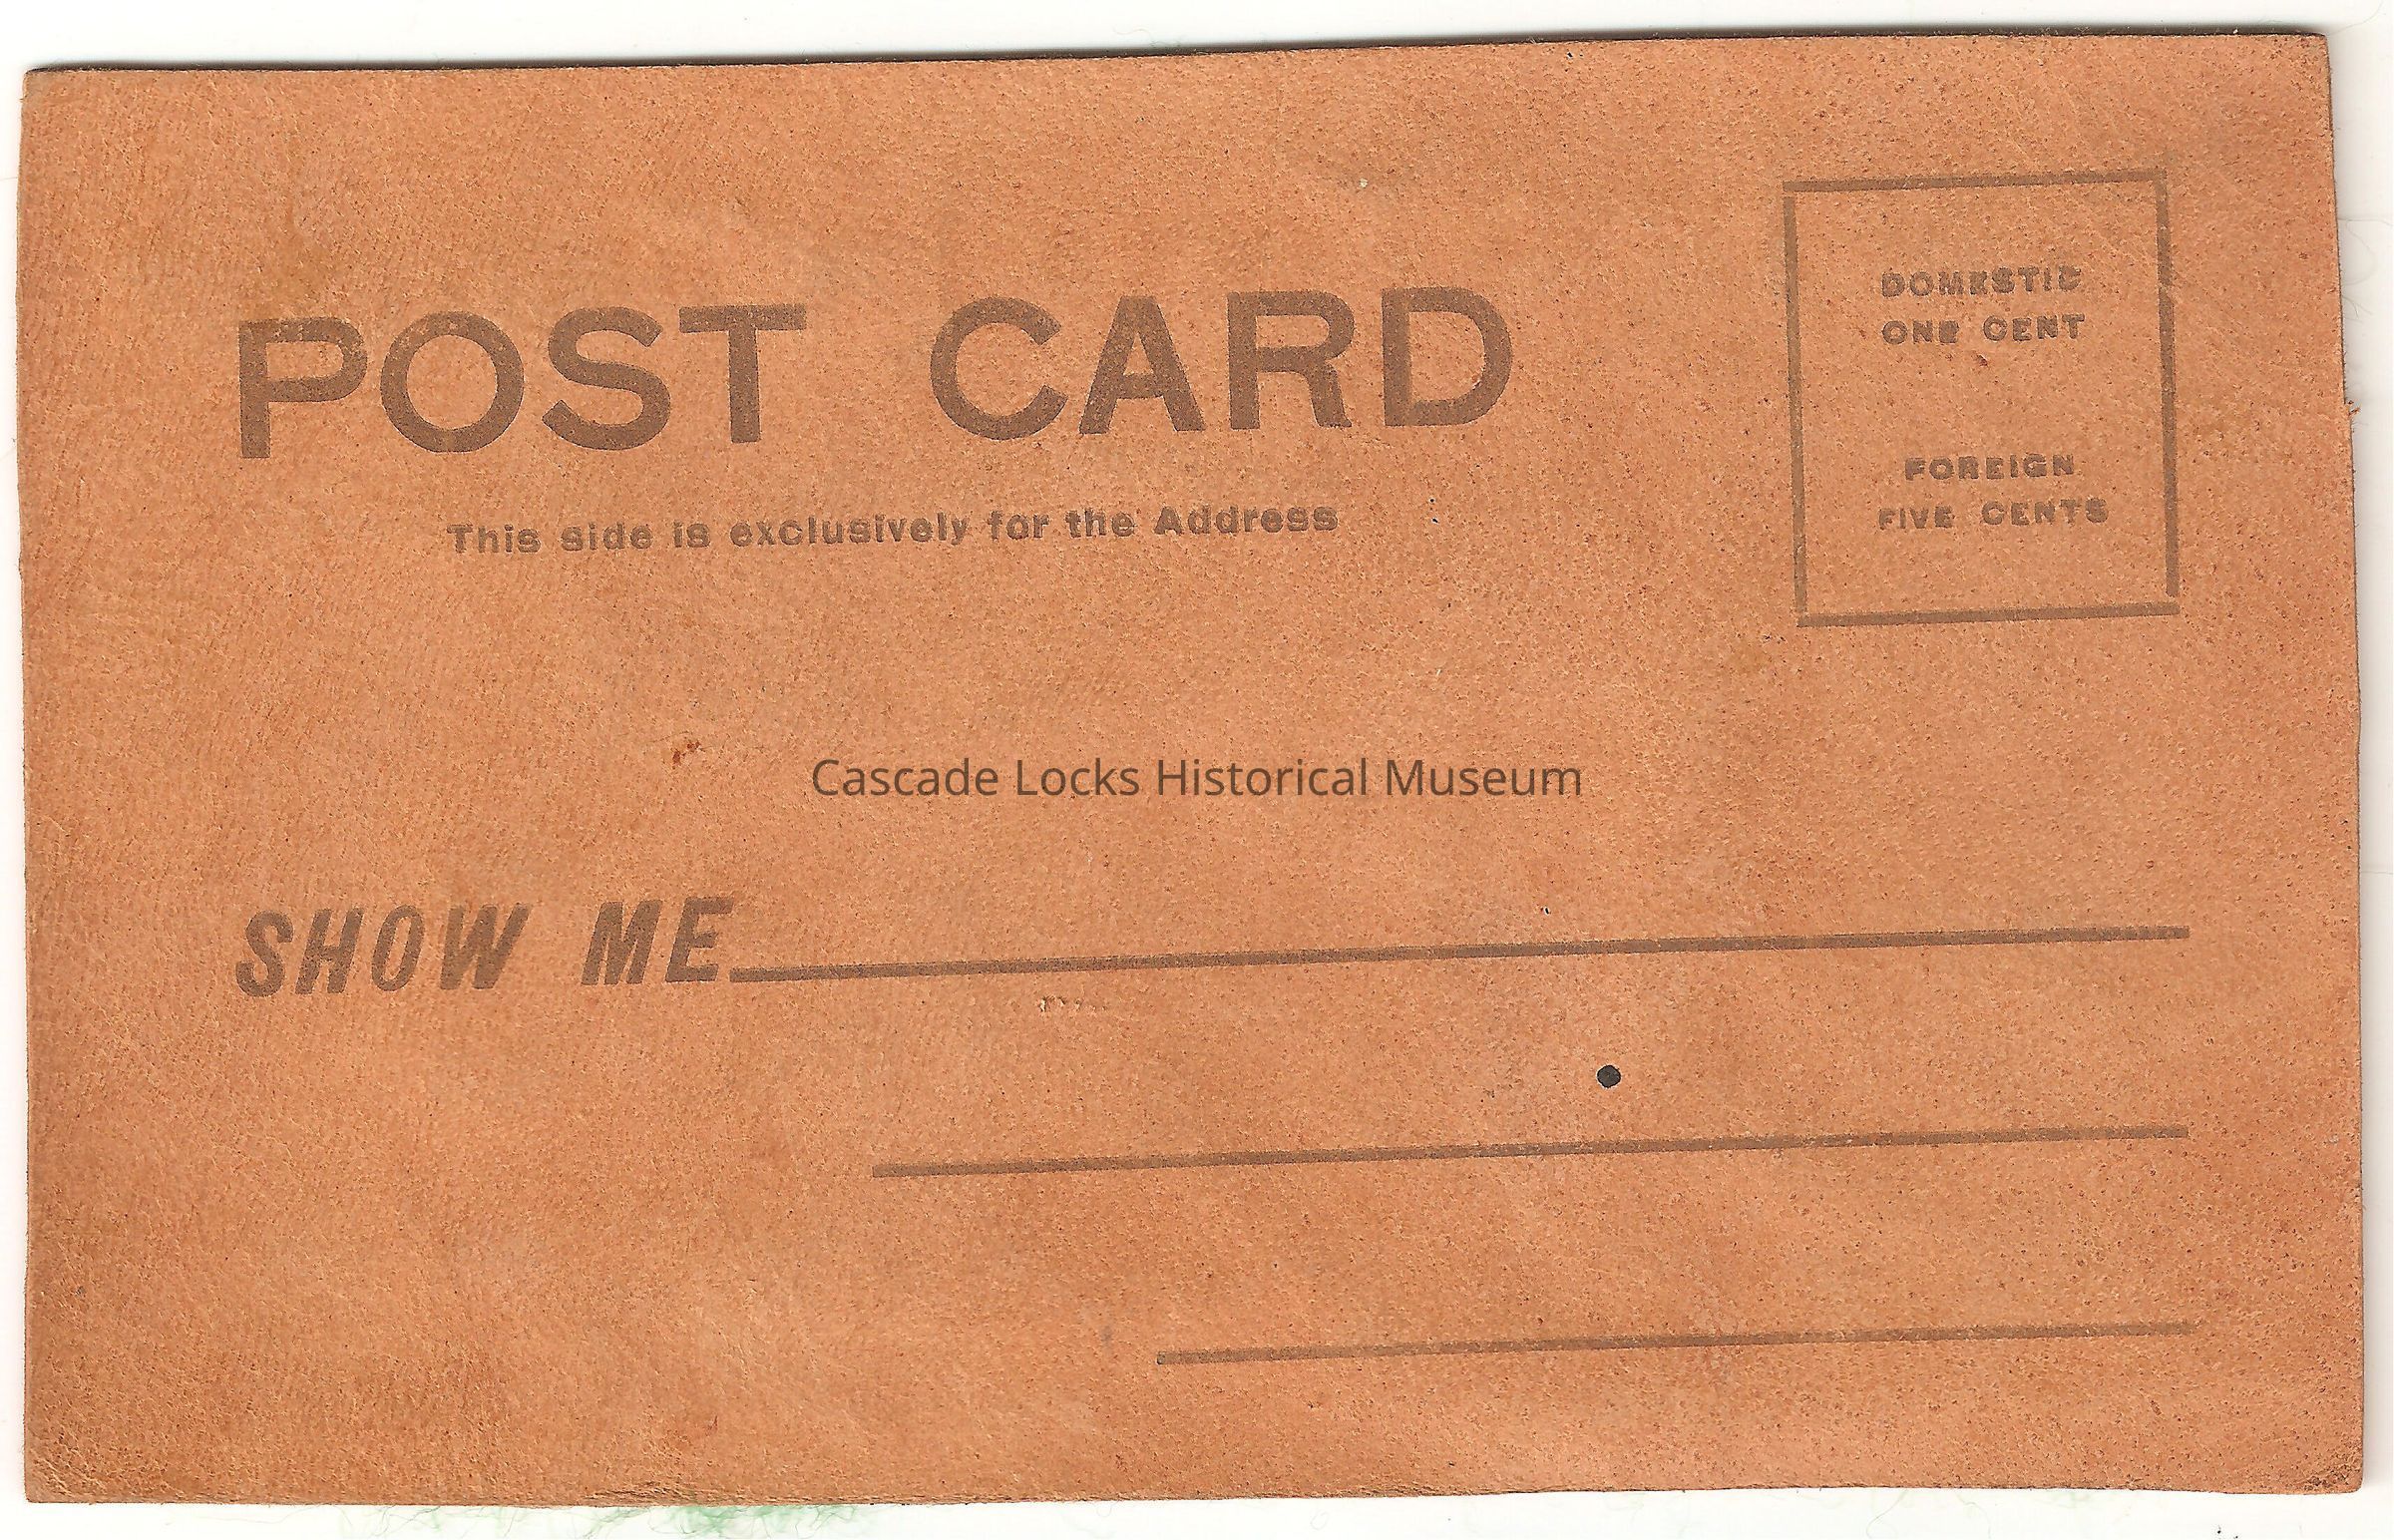 POST CARD
This side is exclusively for the Address
DOMESTIC
ONE CENT
FOREIGN
FIVE CENTS
Cascade Locks Historical Museum
SHOW ME